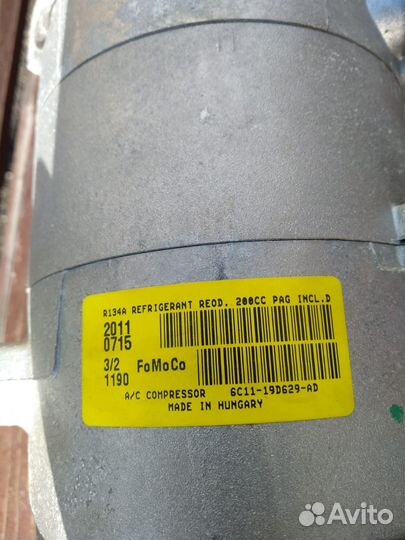 R134A REFRIGERANT REQD. 200CC PAG INCL.D
2011
0715
3/2 FoMoCo
1190
A/C COMPRESSOR 6C11-19D629-AD
MADE IN HUNGARY
Avito